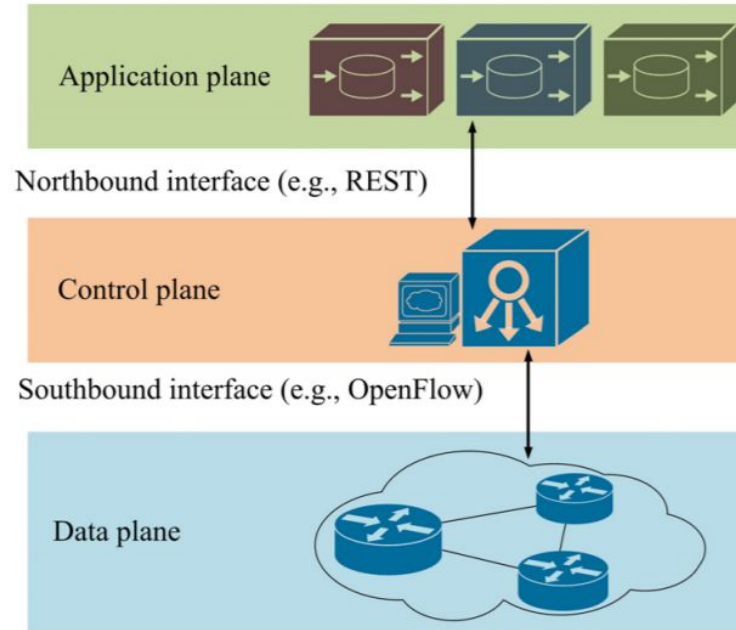 Application plane
Northbound interface (e.g., REST)
Control plane
Southbound interface (e.g., OpenFlow)
Data plane